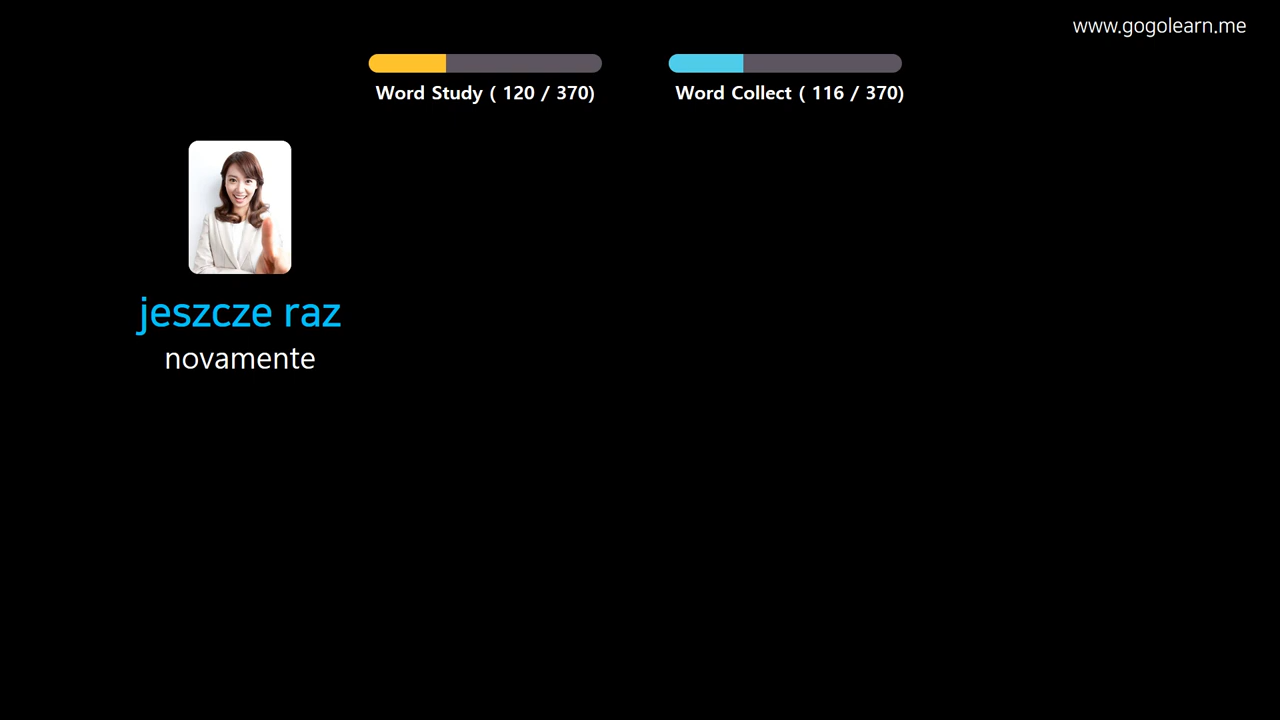 www.gogolearn.me
Word Study ( 120 / 370)
Word Collect ( 116 / 370)
jeszcze raz
novamente